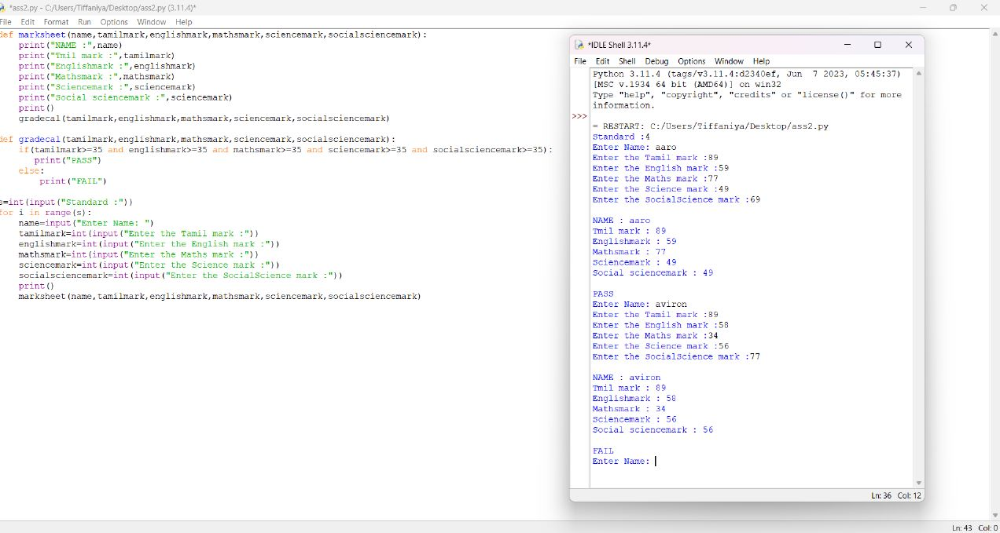 *ass2.py - C:/Users/Tiffaniya/Desktop/ass2.py (3.11.4)*
File Edit Format Run Options Window Help
def marksheet(name,tamilmark,englishmark,mathsmark,sciencemark,socialsciencemark):
    print("NAME :",name)
    print("Tmil mark :",tamilmark)
    print("Englishmark :",englishmark)
    print("Mathsmark :",mathsmark)
    print("Sciencemark :",sciencemark)
    print("Social sciencemark :",sciencemark)
    print()
    gradecal(tamilmark,englishmark,mathsmark,sciencemark,socialsciencemark)
def gradecal(tamilmark,englishmark,mathsmark,sciencemark,socialsciencemark):
    if(tamilmark>=35 and englishmark>=35 and mathsmark>=35 and sciencemark>=35 and socialsciencemark>=35):
       print("PASS")
    else:
        print("FAIL")
s=int(input("Standard :"))
for i in range(s):
    name=input("Enter Name: ")
    tamilmark=int(input("Enter the Tamil mark :"))
    englishmark=int(input("Enter the English mark :"))
    mathsmark=int(input("Enter the Maths mark :"))
    sciencemark=int(input("Enter the Science mark :"))
    socialsciencemark=int(input("Enter the SocialScience mark :"))
    print()
    marksheet(name,tamilmark,englishmark,mathsmark,sciencemark,socialsciencemark)
*IDLE Shell 3.11.4*
File Edit Shell Debug Options Window Help
Python 3.11.4 (tags/v3.11.4:d2340ef, Jun  7 2023, 05:45:37)
[MSC v.1934 64 bit (AMD64)] on win32
Type "help", "copyright", "credits" or "license()" for more
information.
>>>
= RESTART: C:/Users/Tiffaniya/Desktop/ass2.py
Standard :4
Enter Name: aaro
Enter the Tamil mark :89
Enter the English mark :59
Enter the Maths mark :77
Enter the Science mark :49
Enter the SocialScience mark :69
NAME : aaro
Tmil mark : 89
Englishmark : 59
Mathsmark : 77
Sciencemark : 49
Social sciencemark : 49
PASS
Enter Name: aviron
Enter the Tamil mark :89
Enter the English mark :58
Enter the Maths mark :34
Enter the Science mark :56
Enter the SocialScience mark :77
NAME : aviron
Tmil mark : 89
Englishmark : 58
Mathsmark : 34
Sciencemark : 56
Social sciencemark : 56
FAIL
Enter Name:
Ln: 36 Col: 12
Ln: 43 Col: 0